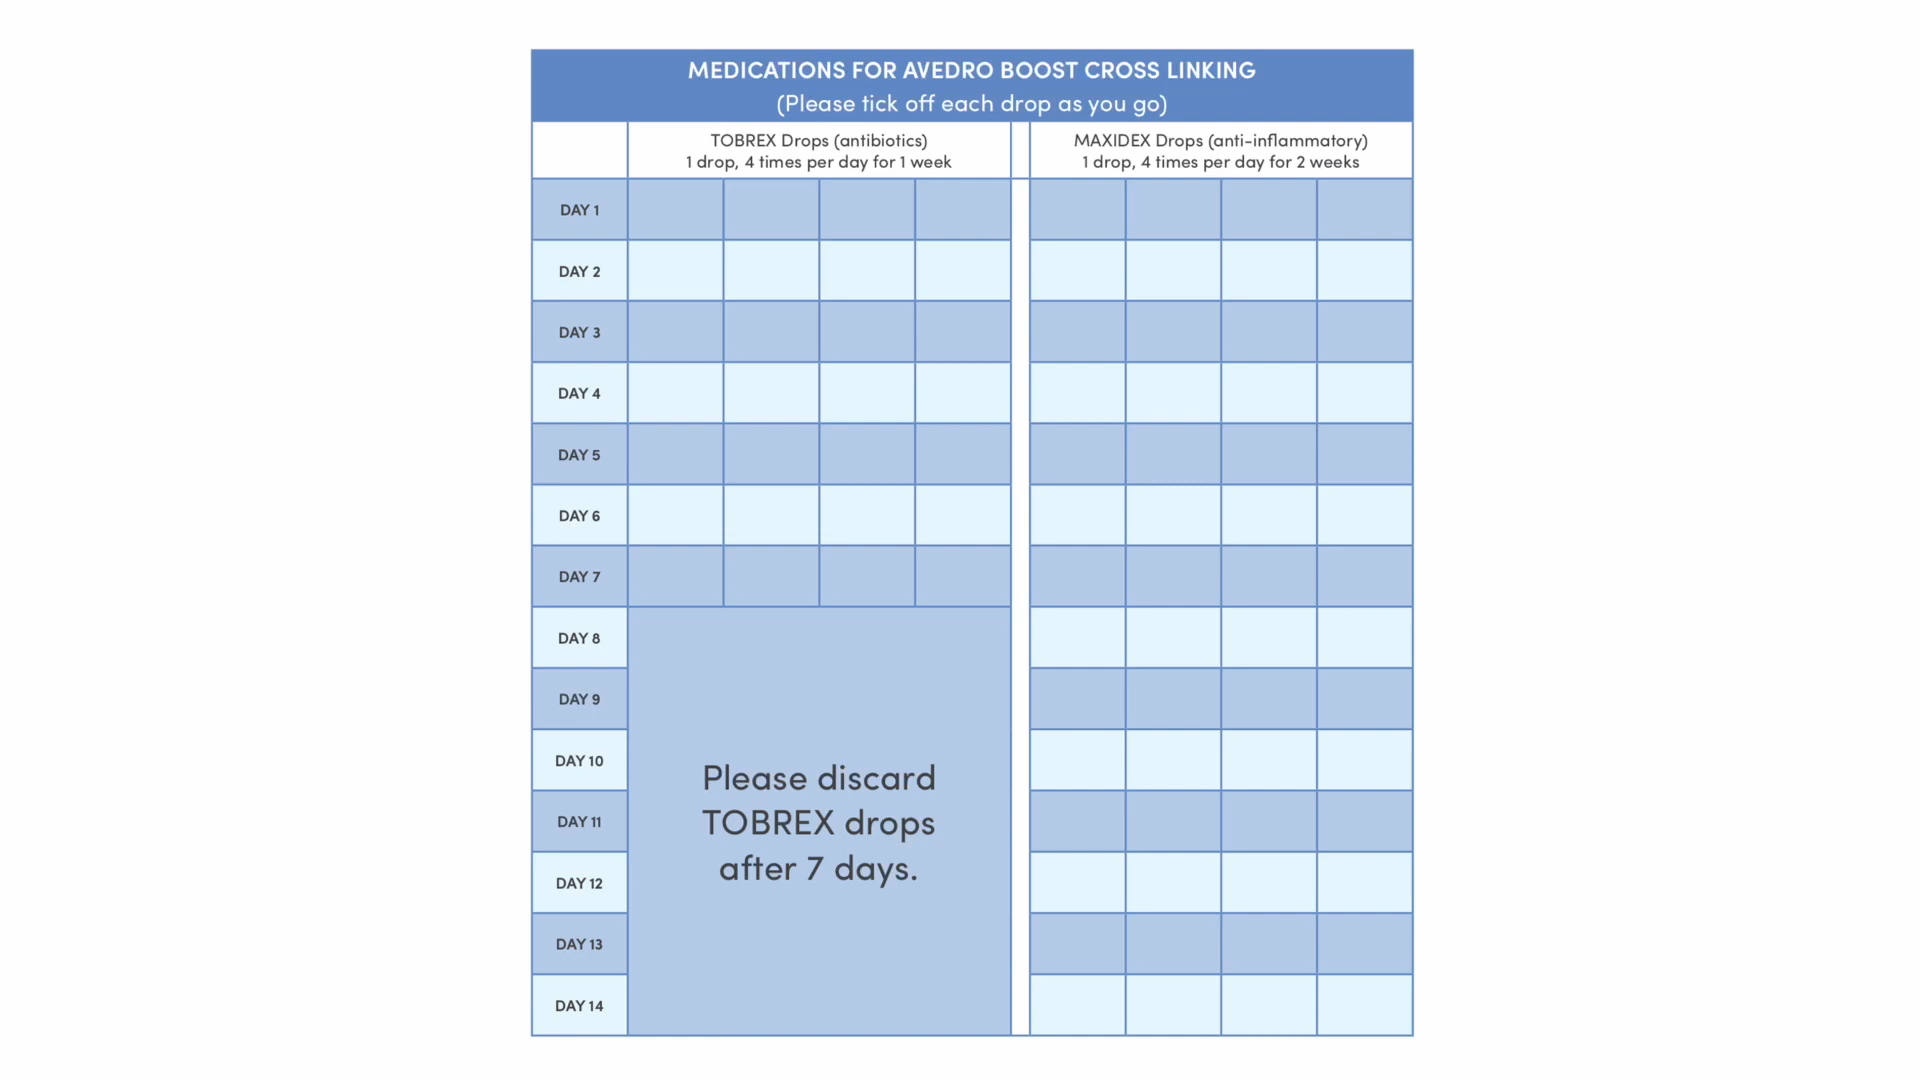 MEDICATIONS FOR AVEDRO BOOST CROSS LINKING
(Please tick off each drop as you go)
TOBREX Drops (antibiotics)
1 drop, 4 times per day for 1 week
MAXIDEX Drops (anti-inflammatory)
1 drop, 4 times per day for 2 weeks
DAY 1
DAY 2
DAY 3
DAY 4
DAY 5
DAY 6
DAY 7
DAY 8
DAY 9
DAY 10
DAY 11
DAY 12
DAY 13
DAY 14
Please discard
TOBREX drops
after 7 days.